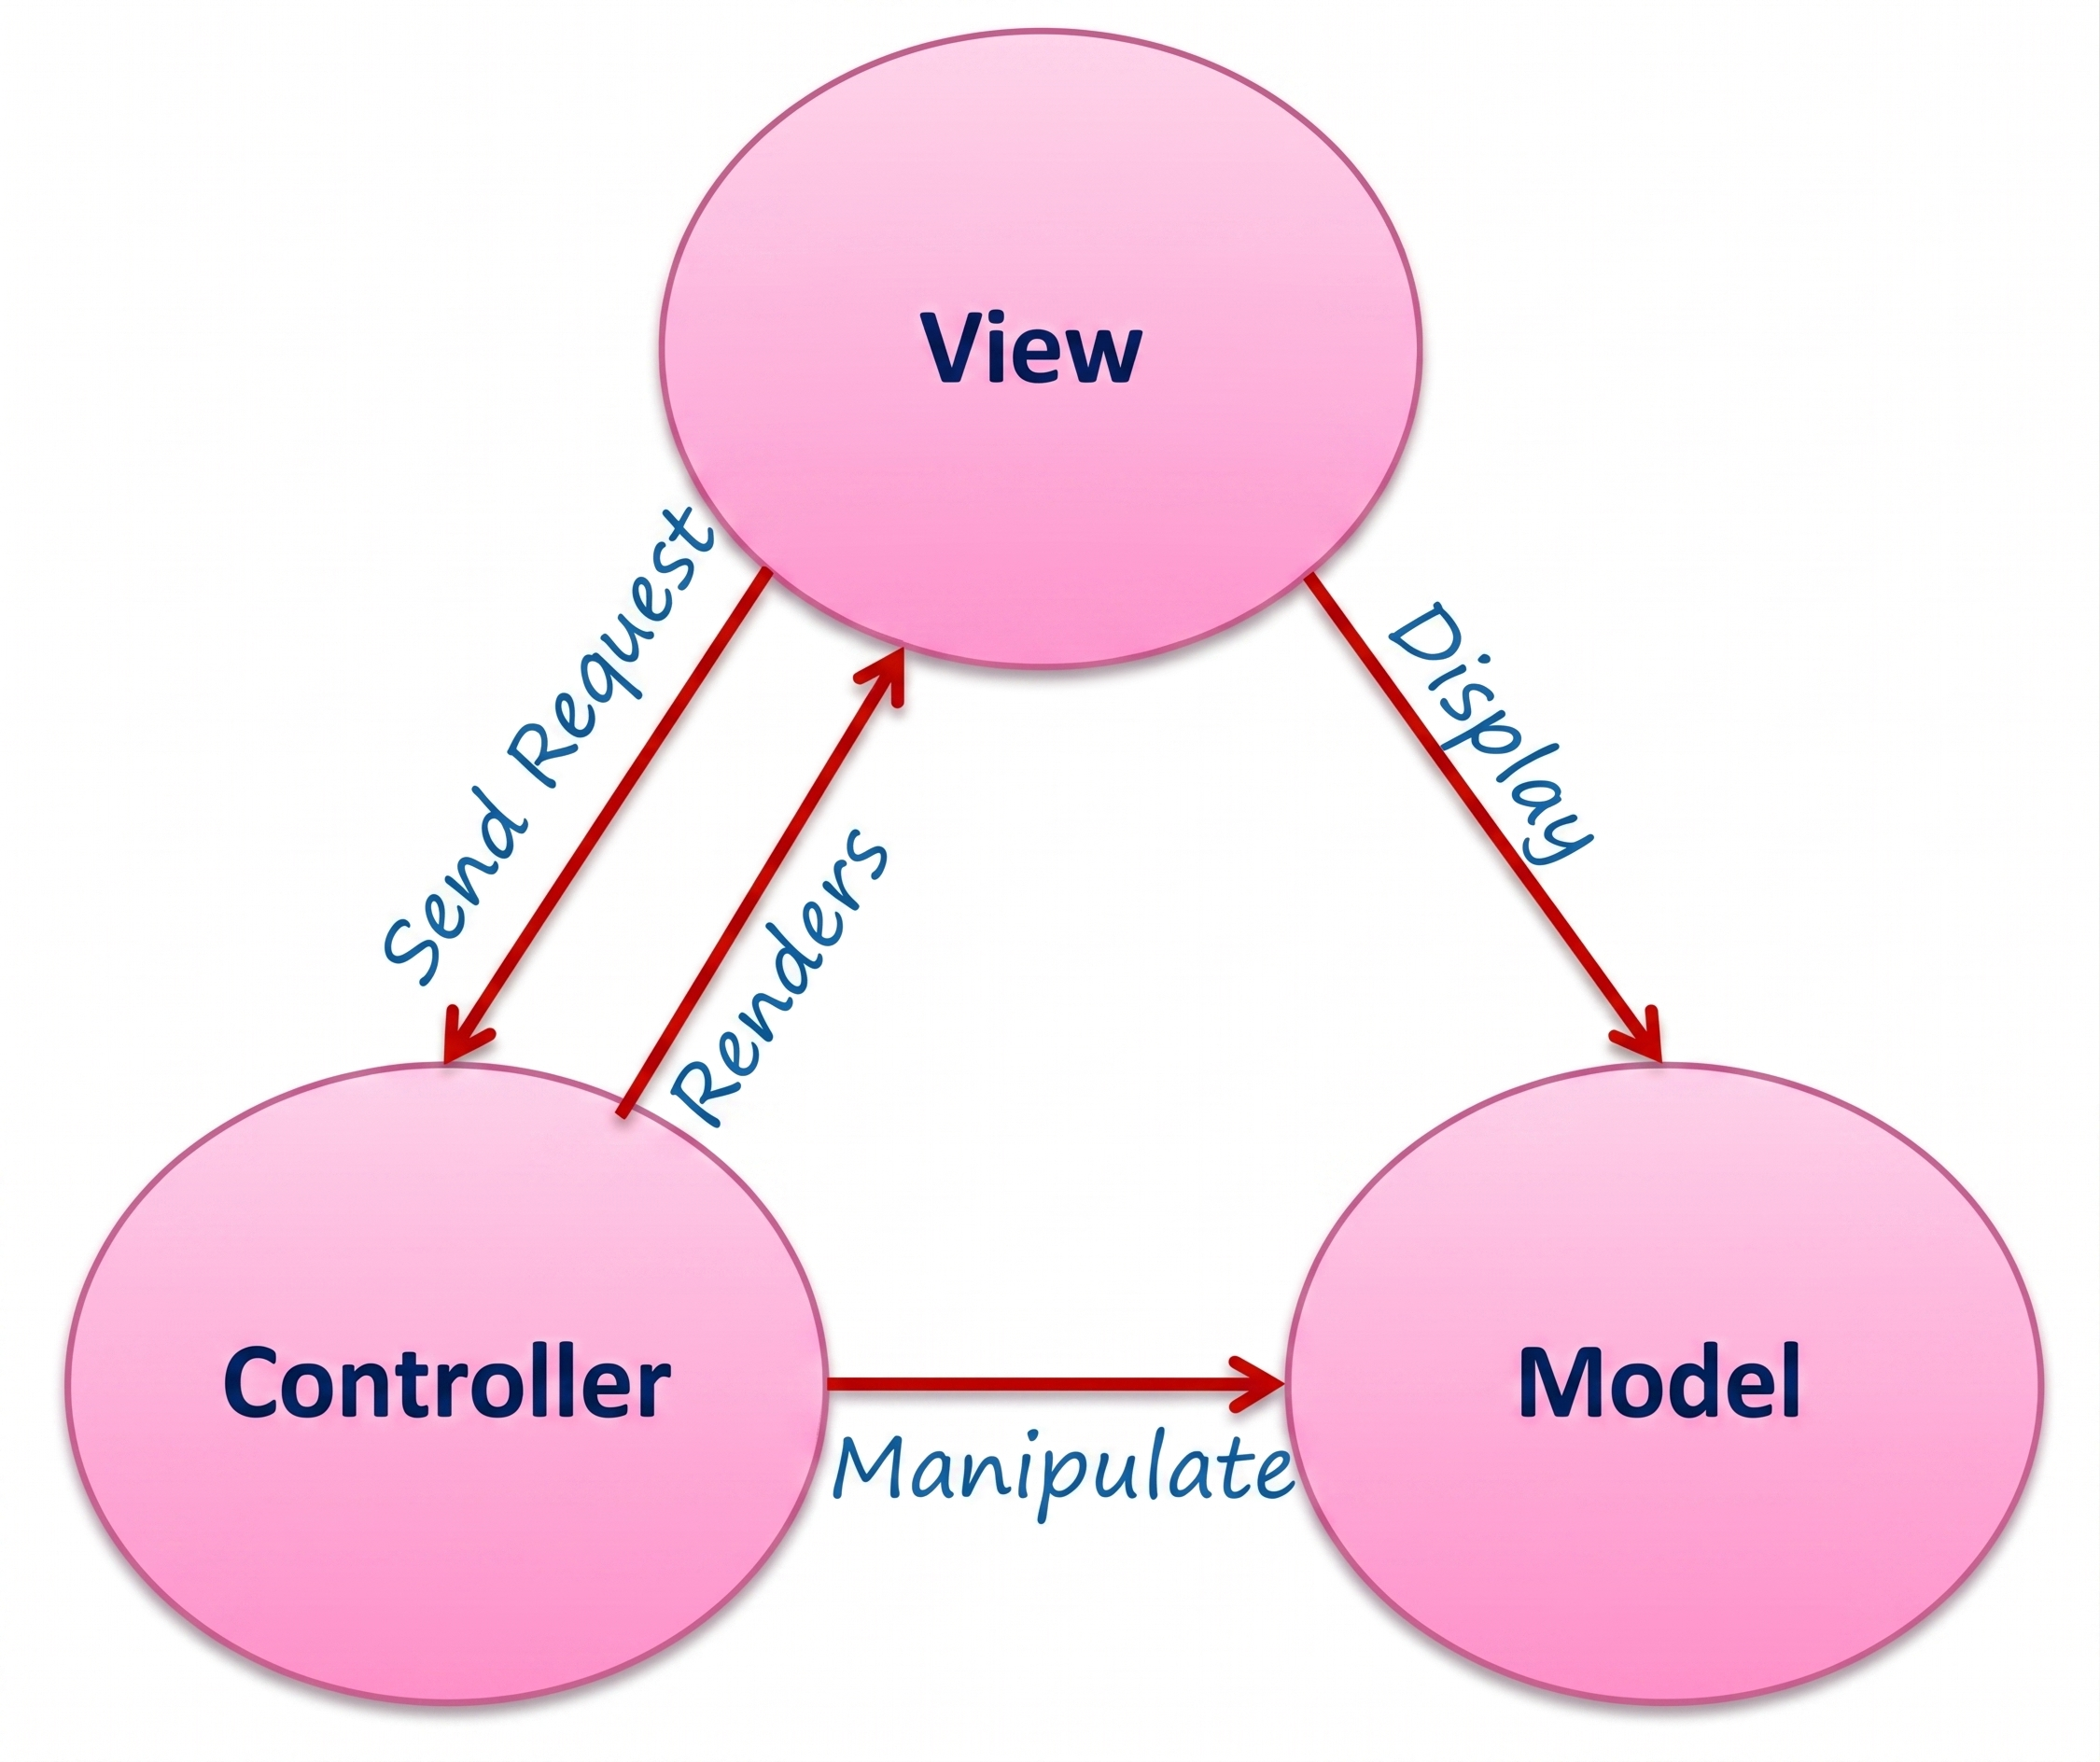 View
Send Request
Display
Renders
Controller
Model
Manipulate